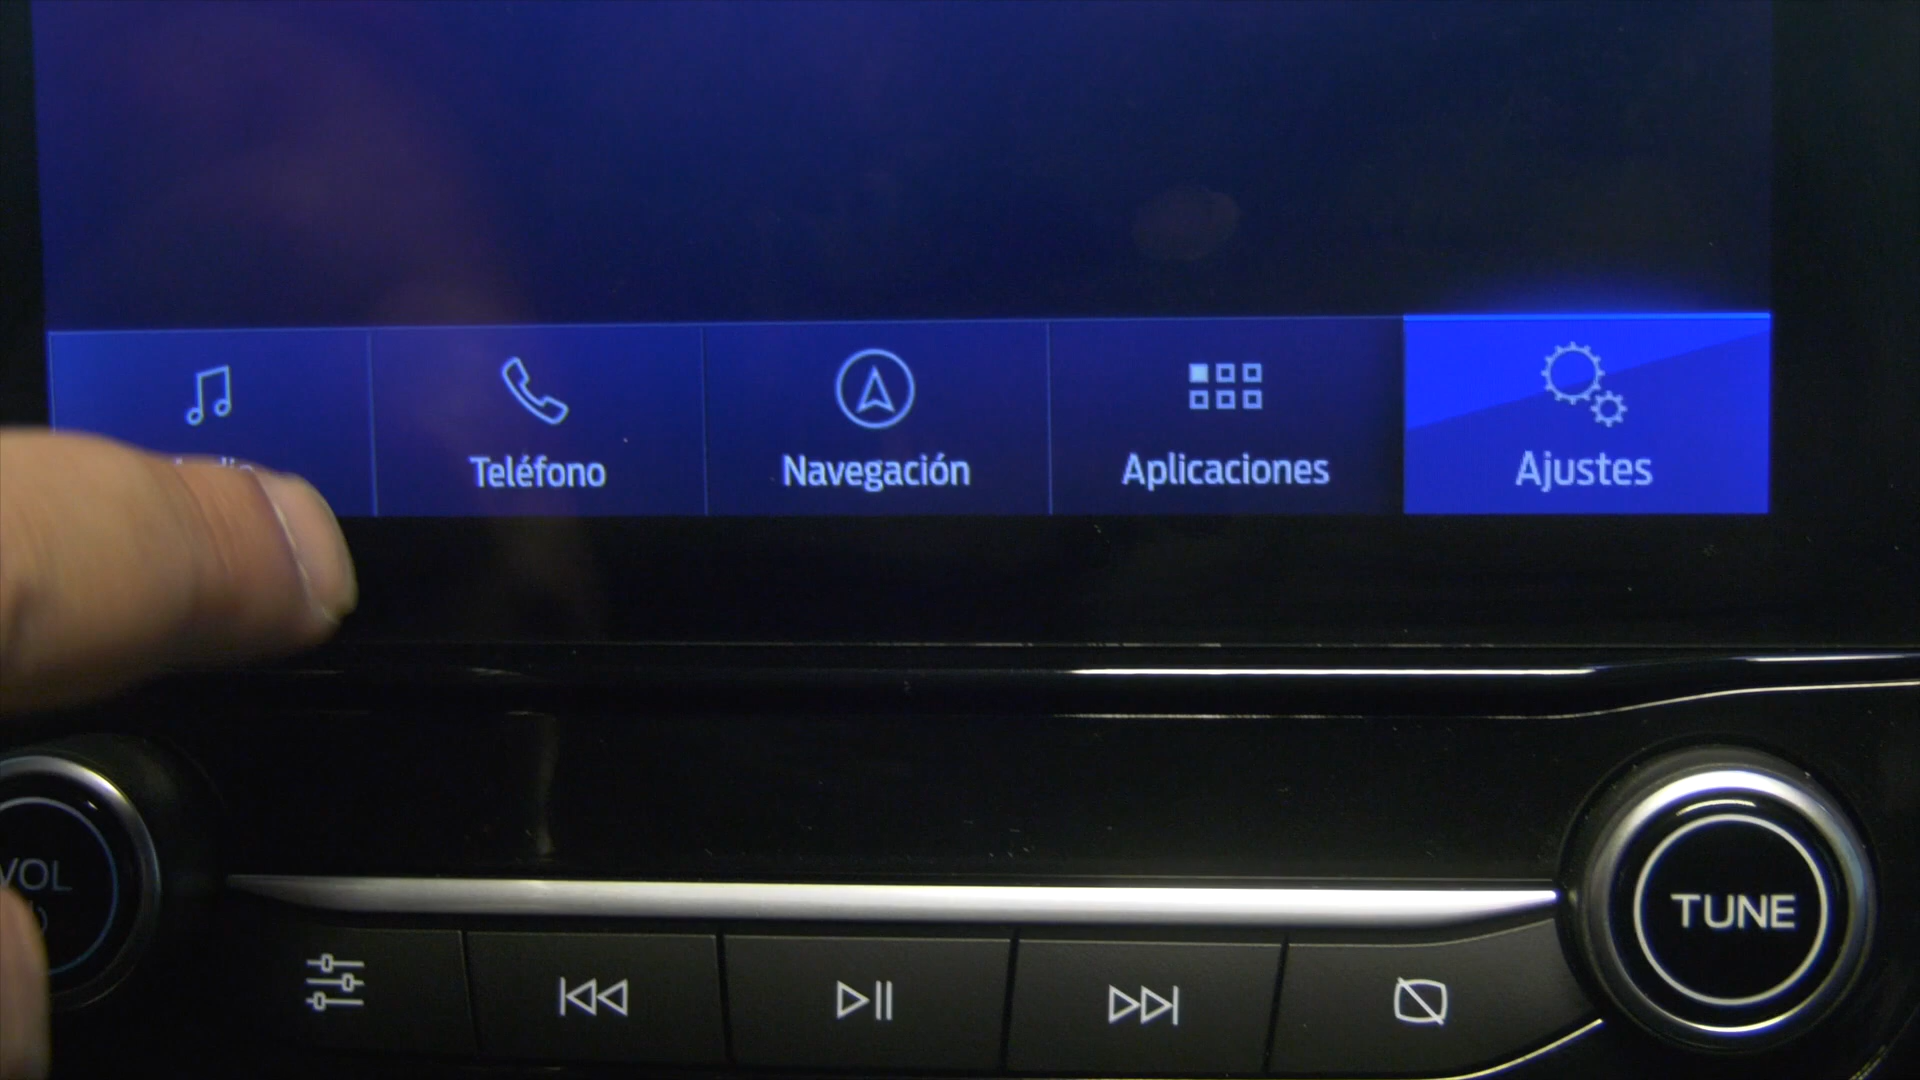 Teléfono
Navegación
Aplicaciones
Ajustes
VOL
TUNE